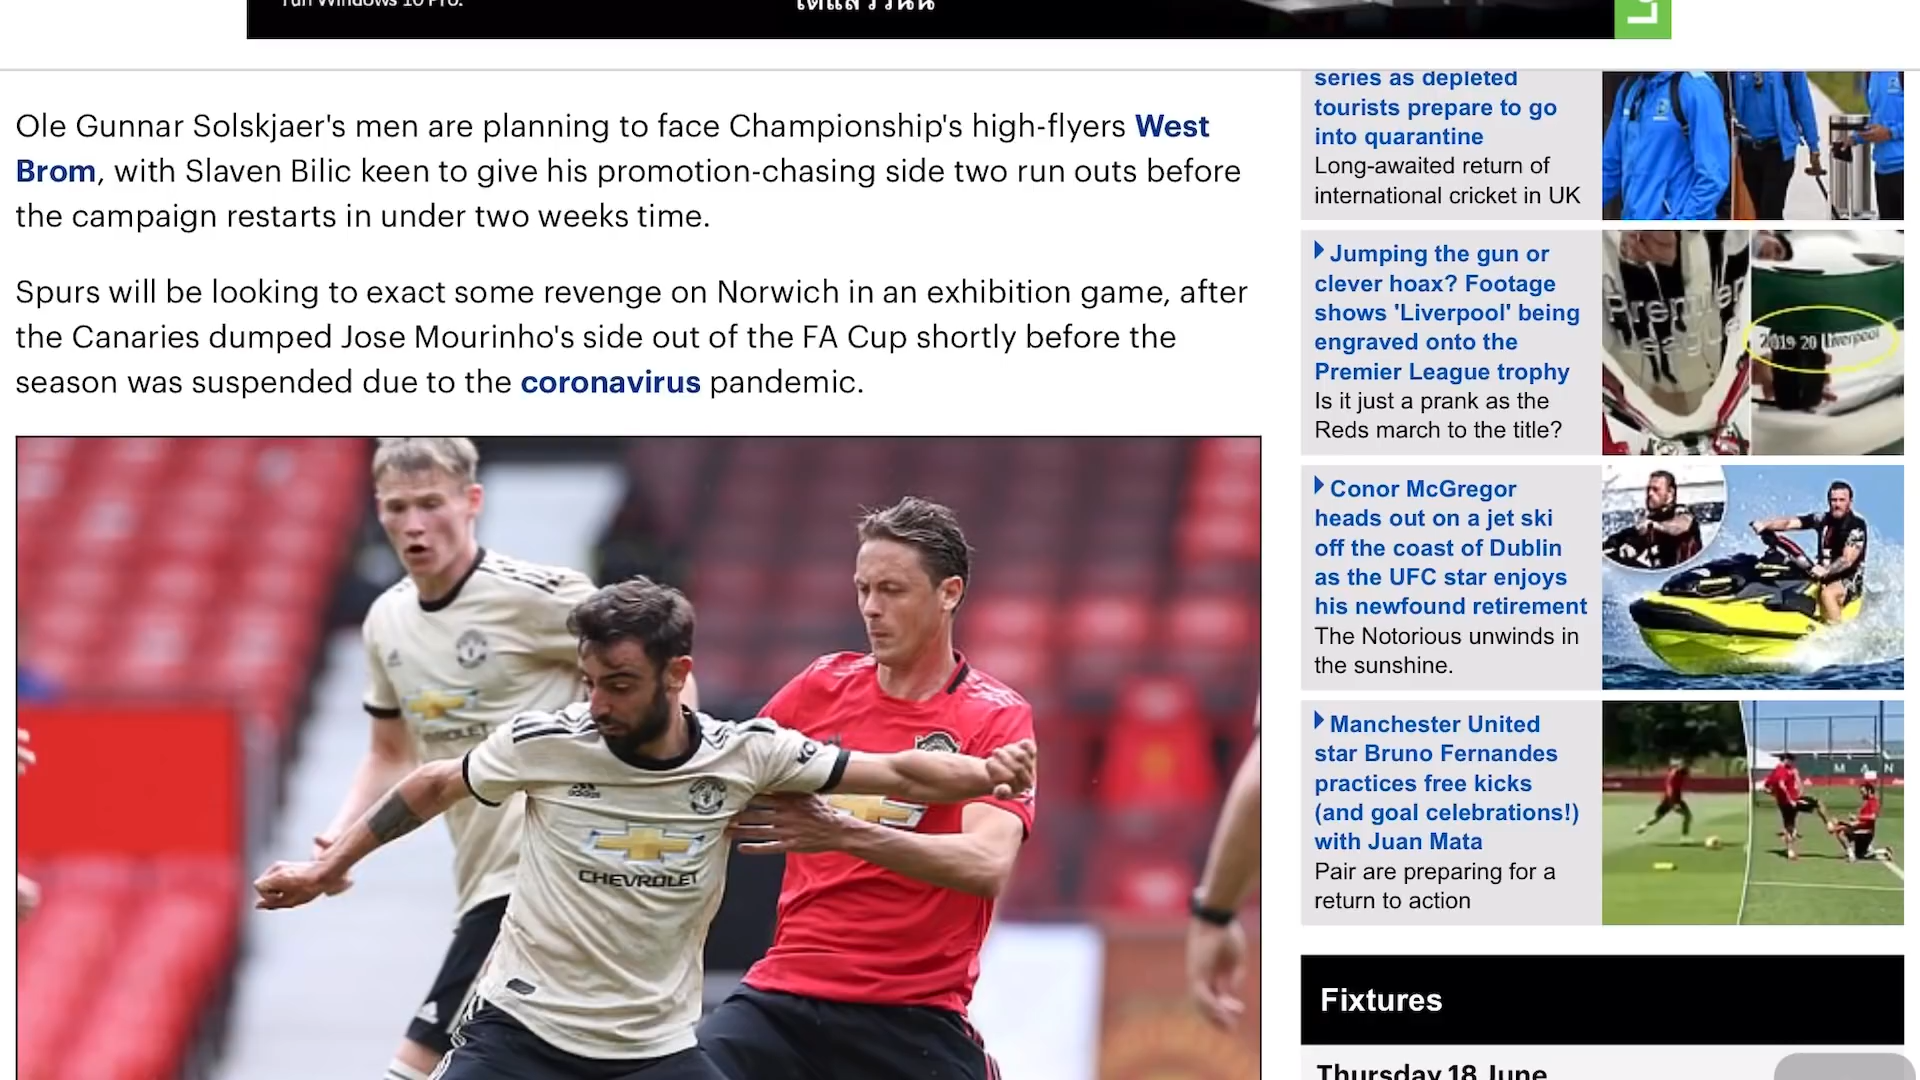 Ole Gunnar Solskjaer's men are planning to face Championship's high-flyers West
Brom, with Slaven Bilic keen to give his promotion-chasing side two run outs before
the campaign restarts in under two weeks time.
Spurs will be looking to exact some revenge on Norwich in an exhibition game, after
the Canaries dumped Jose Mourinho's side out of the FA Cup shortly before the
season was suspended due to the coronavirus pandemic.
adidas
CHEVROLET
CHEVROLET
series as depleted
tourists prepare to go
into quarantine
Long-awaited return of
international cricket in UK
Jumping the gun or
clever hoax? Footage
shows 'Liverpool' being
engraved onto the
Premier League trophy
Is it just a prank as the
Reds march to the title?
Premier
League
2019 20 Liverpool
Conor McGregor
heads out on a jet ski
off the coast of Dublin
as the UFC star enjoys
his newfound retirement
The Notorious unwinds in
the sunshine.
Manchester United
star Bruno Fernandes
practices free kicks
(and goal celebrations!)
with Juan Mata
Pair are preparing for a
return to action
M A N
Fixtures
Thursday 18 June